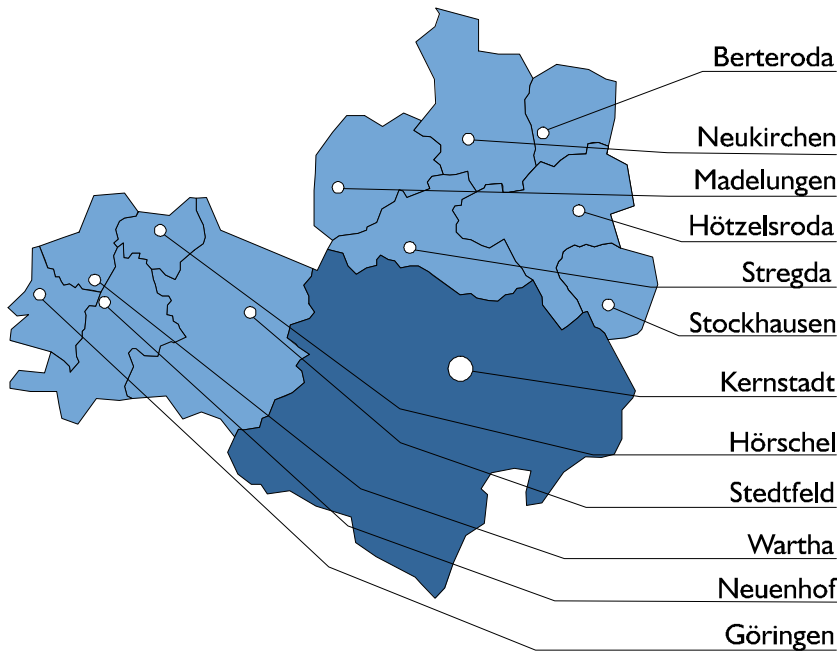 Berteroda
Neukirchen
Madelungen
Hötzelsroda
Stregda
Stockhausen
Kernstadt
Hörschel
Stedtfeld
Wartha
Neuenhof
Göringen